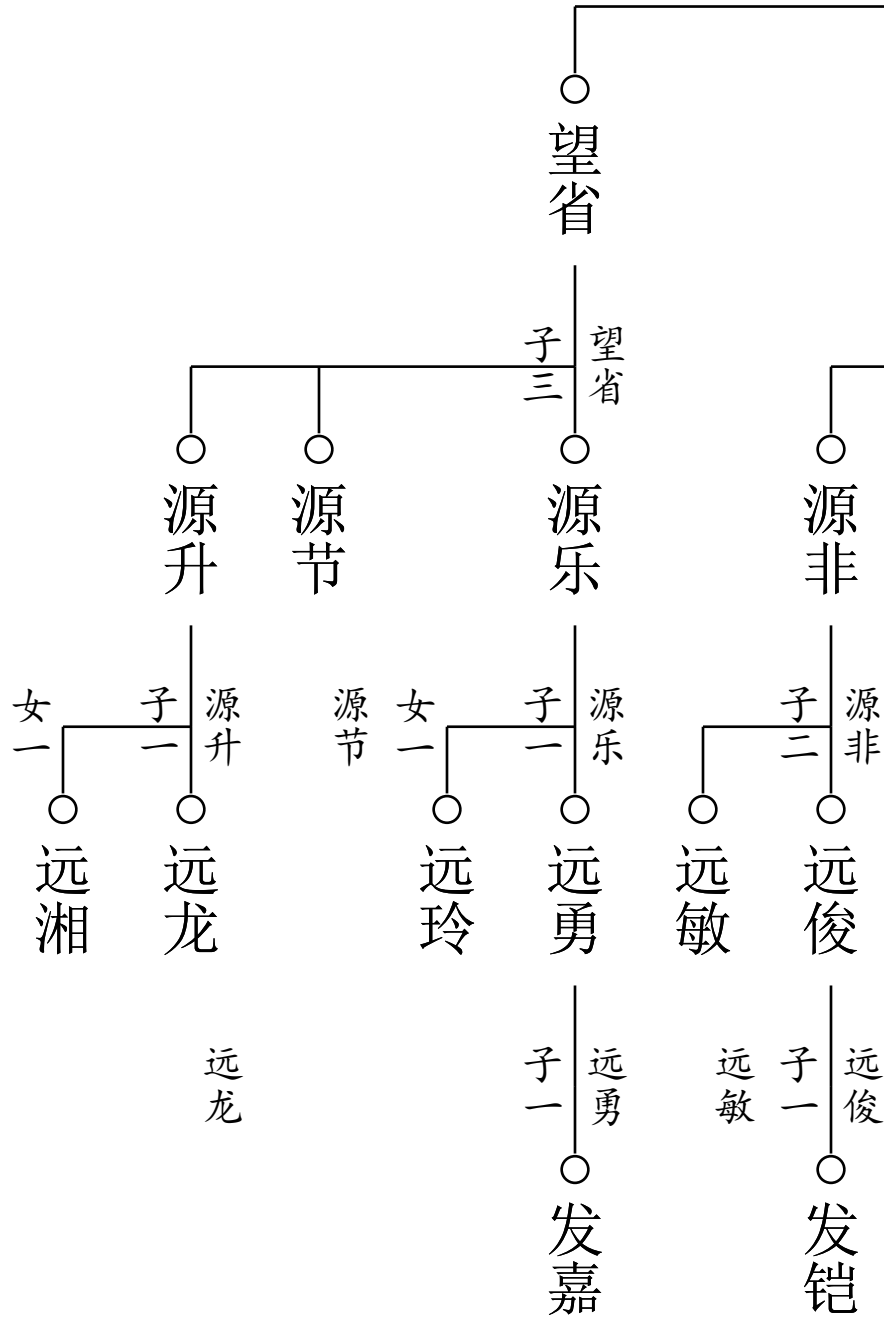 望省
望省
子三
源非
源乐
源节
源升
源非
子二
源乐
子一
女一
源节
源升
子一
女一
远俊
远敏
远勇
远玲
远龙
远湘
远俊
子一
远敏
远勇
子一
远龙
发铠
发嘉